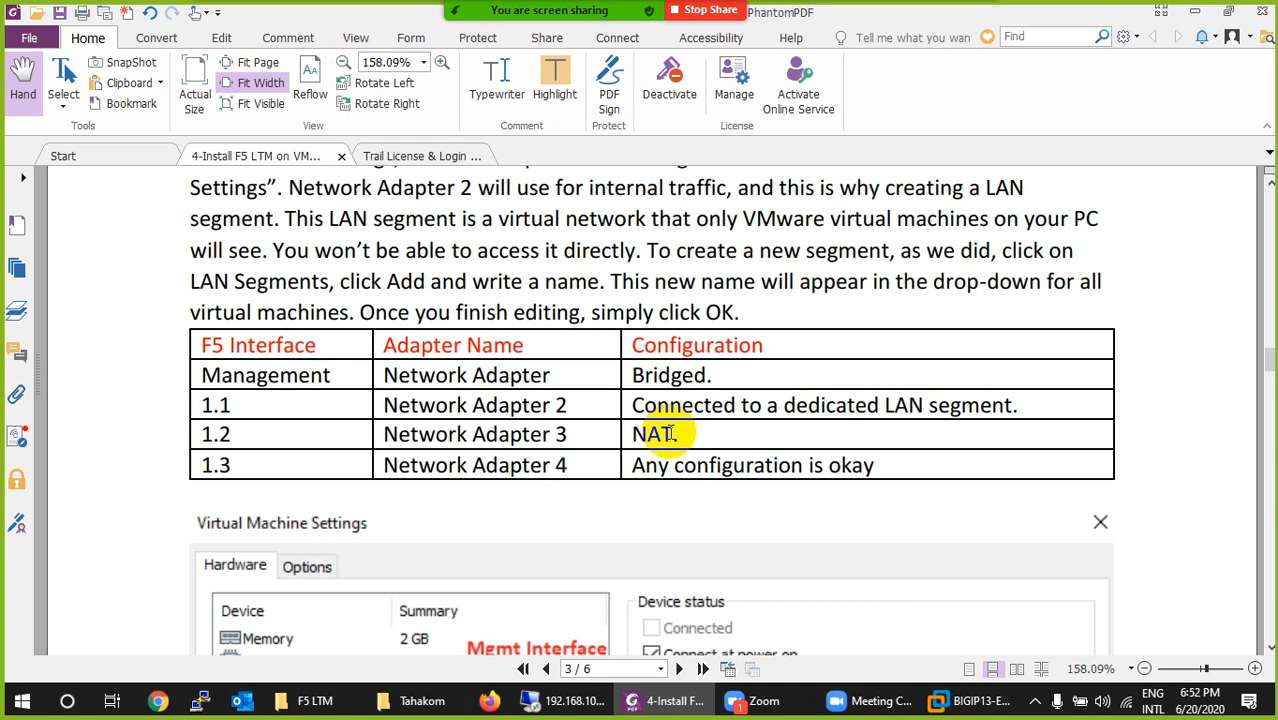 You are screen sharing
Stop Share
PhantomPDF
File
Home
Convert
Edit
Comment
View
Form
Protect
Share
Connect
Accessibility
Help
Tell me what you want...
Find
Hand
Select
SnapShot
Clipboard
Bookmark
Tools
Actual Size
Fit Page
Fit Width
Fit Visible
Reflow
158.09%
Rotate Left
Rotate Right
View
Typewriter
Highlight
Comment
PDF Sign
Protect
Deactivate
Manage
Activate Online Service
License
Start
4-Install F5 LTM on VM...
Trail License & Login ...
Settings”. Network Adapter 2 will use for internal traffic, and this is why creating a LAN
segment. This LAN segment is a virtual network that only VMware virtual machines on your PC
will see. You won’t be able to access it directly. To create a new segment, as we did, click on
LAN Segments, click Add and write a name. This new name will appear in the drop-down for all
virtual machines. Once you finish editing, simply click OK.
F5 Interface Adapter Name Configuration
Management Network Adapter Bridged.
1.1 Network Adapter 2 Connected to a dedicated LAN segment.
1.2 Network Adapter 3 NAT.
1.3 Network Adapter 4 Any configuration is okay
Virtual Machine Settings
Hardware Options
Device Summary
Memory 2 GB
Mgmt Interface
Device status
Connected
Connect at power on
3 / 6
158.09%
F5 LTM
Tahakom
192.168.10...
4-Install F...
Zoom
1
Meeting C...
BIGIP13-E...
ENG
INTL
6:52 PM
6/20/2020